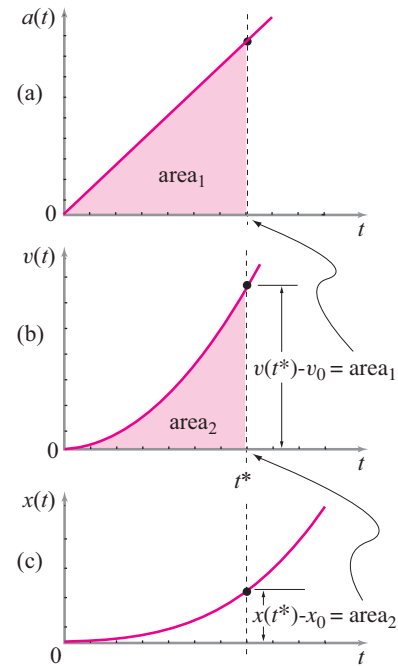 a(t)
(a)
area₁
0
t
v(t)
(b)
v(t*)-v₀ = area₁
area₂
0
t
t*
x(t)
(c)
x(t*)-x₀ = area₂
0
t